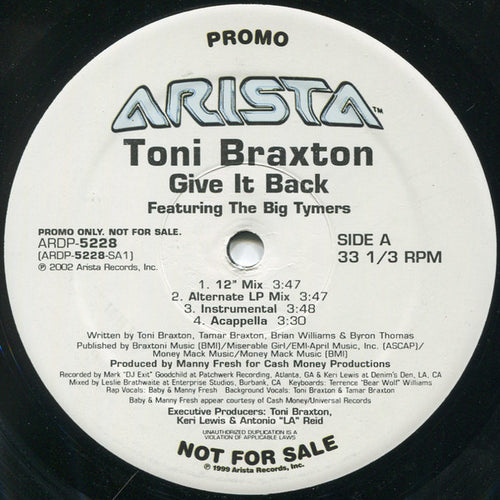 PROMO
ARISTA™
Toni Braxton
Give It Back
Featuring The Big Tymers
PROMO ONLY. NOT FOR SALE.
ARDP-5228
(ARDP-5228-SA1)
℗ 2002 Arista Records, Inc.
SIDE A
33 1/3 RPM
1. 12" Mix 3:47
2. Alternate LP Mix 3:47
3. Instrumental 3:48
4. Acappella 3:30
Written by Toni Braxton, Tamar Braxton, Brian Williams & Byron Thomas
Published by Braxtoni Music (BMI)/Miserable Girl/EMI-April Music, Inc. (ASCAP)/
Money Mack Music/Money Mack Music (BMI)
Produced by Manny Fresh for Cash Money Productions
Recorded by Mark "DJ Exit" Goodchild at Patchwerk Recording, Atlanta, GA & Keri Lewis at Denim's Den, LA, CA
Mixed by Leslie Brathwaite at Enterprise Studios, Burbank, CA Keyboards: Terrence "Bear Wolf" Williams
Rap Vocals: Baby & Manny Fresh Background Vocals: Toni Braxton & Tamar Braxton
Baby & Manny Fresh appear courtesy of Cash Money/Universal Records
Executive Producers: Toni Braxton,
Keri Lewis & Antonio "LA" Reid
UNAUTHORIZED DUPLICATION IS A
VIOLATION OF APPLICABLE LAWS
NOT FOR SALE
℗ 1999 Arista Records, Inc.